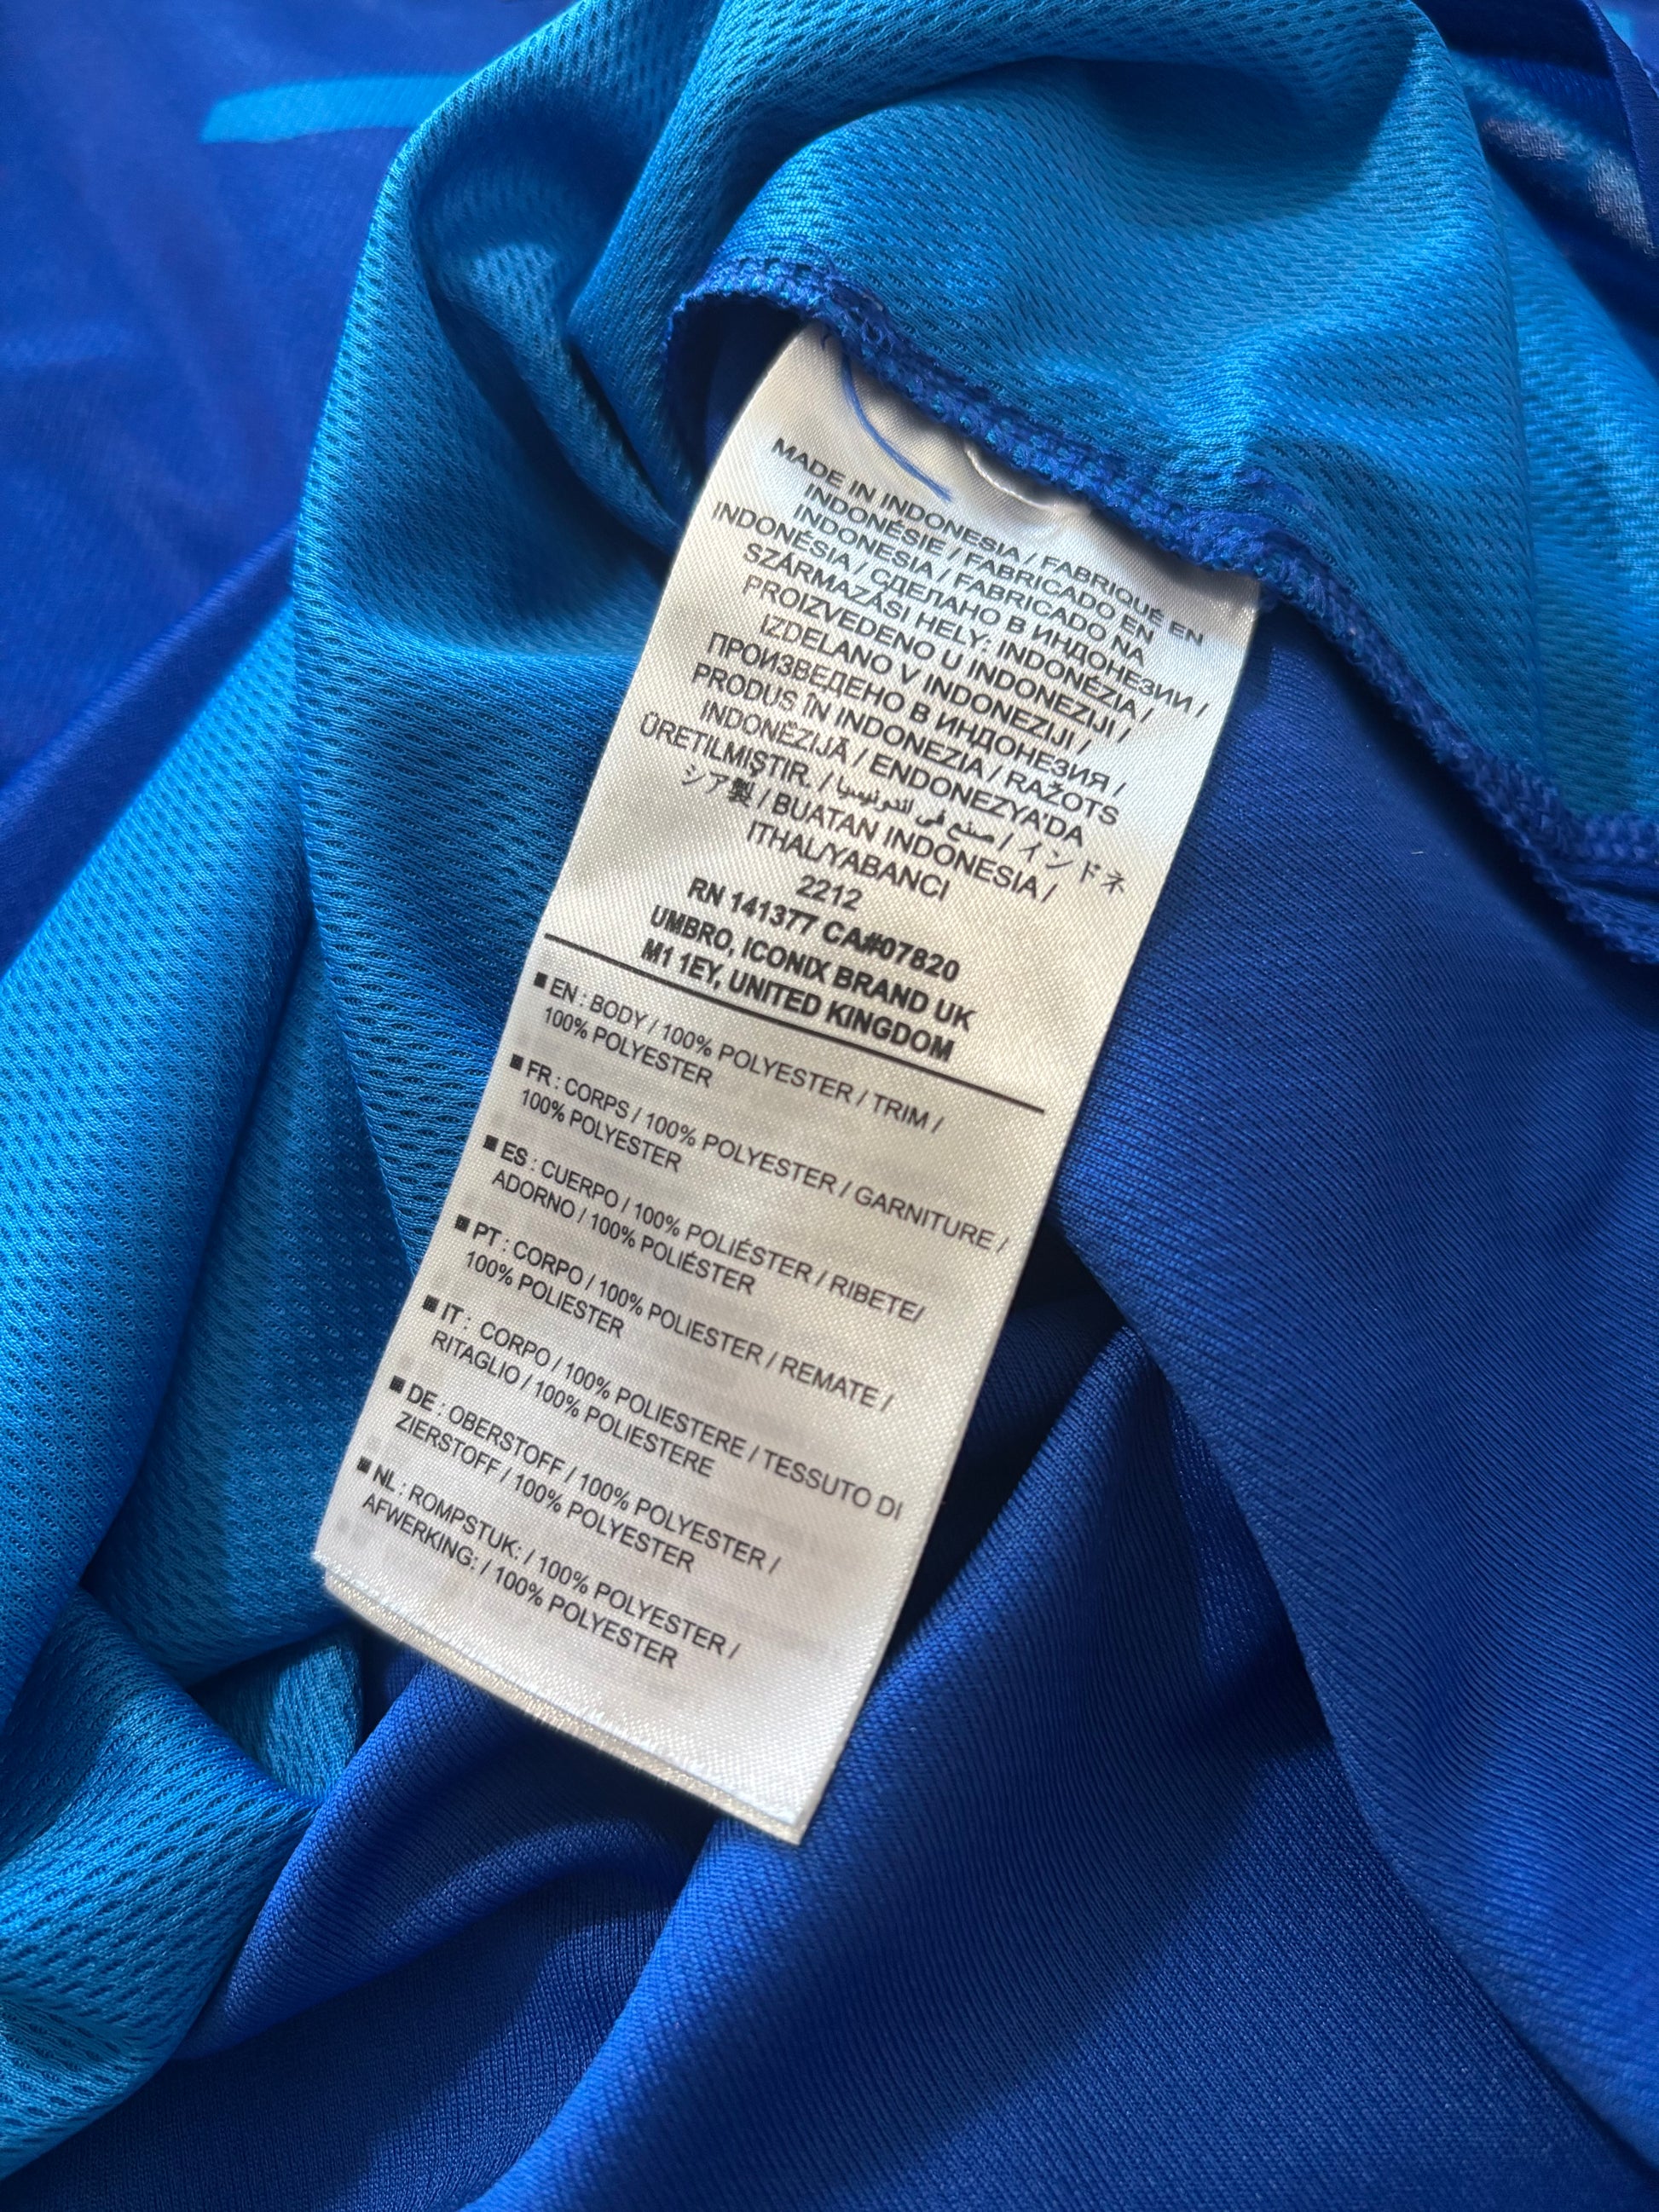 MADE IN INDONESIA / FABRIQUÉ EN
INDONÉSIE / FABRICADO EN
INDONESIA / FABRICADO NA
INDONÉSIA / СДЕЛАНО В ИНДОНЕЗИИ /
SZÁRMAZÁSI HELY: INDONÉZIA /
PROIZVEDENO U INDONEZIJI /
IZDELANO V INDONEZIJI /
ПРОИЗВЕДЕНО В ИНДОНЕЗИЯ /
PRODUS ÎN INDONEZIA / RAŽOTS
INDONĒZIJĀ / ENDONEZYA'DA
ÜRETILMIŞTIR. / صنع في اندونيسيا / インドネ
シア製 / BUATAN INDONESIA /
ITHAL/YABANCI
2212
RN 141377 CA#07820
UMBRO, ICONIX BRAND UK
M1 1EY, UNITED KINGDOM
■ EN : BODY / 100% POLYESTER / TRIM /
100% POLYESTER
■ FR : CORPS / 100% POLYESTER / GARNITURE /
100% POLYESTER
■ ES : CUERPO / 100% POLIÉSTER / RIBETE/
ADORNO / 100% POLIÉSTER
■ PT : CORPO / 100% POLIESTER / REMATE /
100% POLIESTER
■ IT : CORPO / 100% POLIESTERE / TESSUTO DI
RITAGLIO / 100% POLIESTERE
■ DE : OBERSTOFF / 100% POLYESTER /
ZIERSTOFF / 100% POLYESTER
■ NL : ROMPSTUK: / 100% POLYESTER /
AFWERKING: / 100% POLYESTER